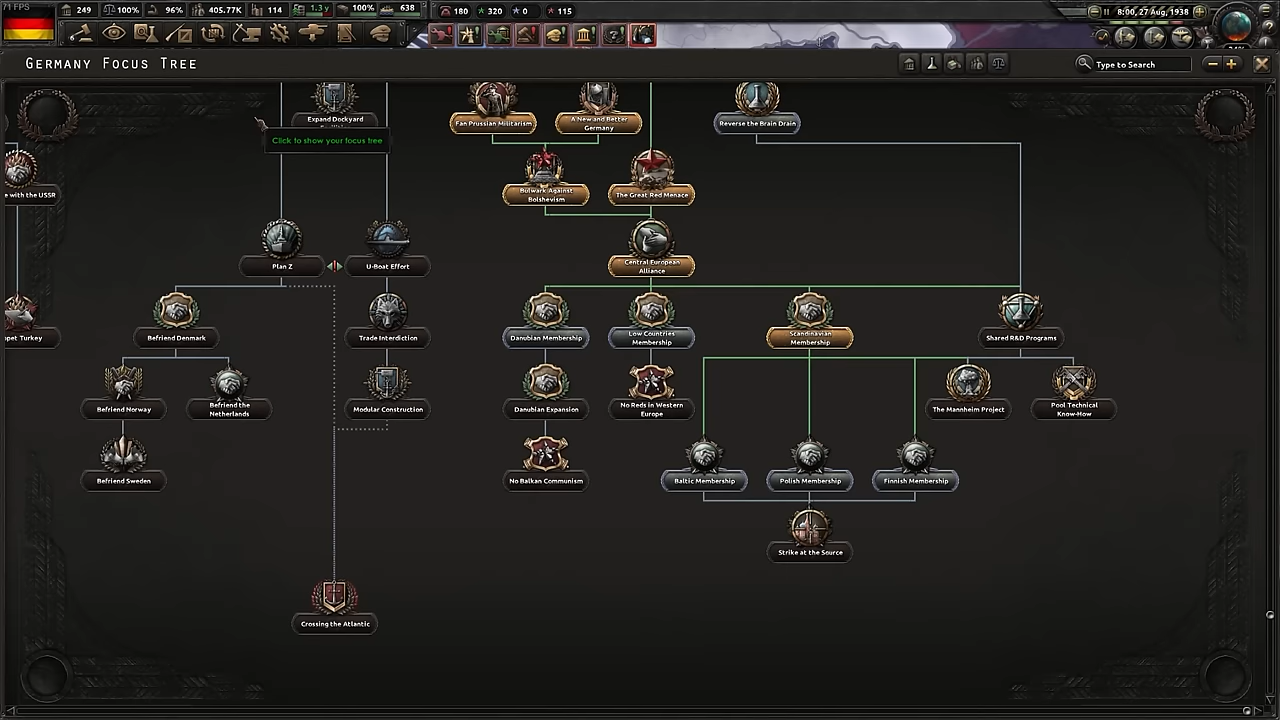 71 FPS
249
100%
96%
405.77K
114
1.3 y
100%
638
180
320
0
115
8:00, 27 Aug, 1938
GERMANY FOCUS TREE
Type to Search
Expand Dockyard
Click to show your focus tree
Fan Prussian Militarism
A New and Better
Germany
Reverse the Brain Drain
e with the USSR
Bulwark Against
Bolshevism
The Great Red Menace
Plan Z
U-Boat Effort
Central European
Alliance
ppet Turkey
Befriend Denmark
Trade Interdiction
Danubian Membership
Low Countries
Membership
Scandinavian
Membership
Shared R&D Programs
Befriend Norway
Befriend the
Netherlands
Modular Construction
Danubian Expansion
No Reds in Western
Europe
The Mannheim Project
Pool Technical
Know-How
Befriend Sweden
No Balkan Communism
Baltic Membership
Polish Membership
Finnish Membership
Strike at the Source
Crossing the Atlantic